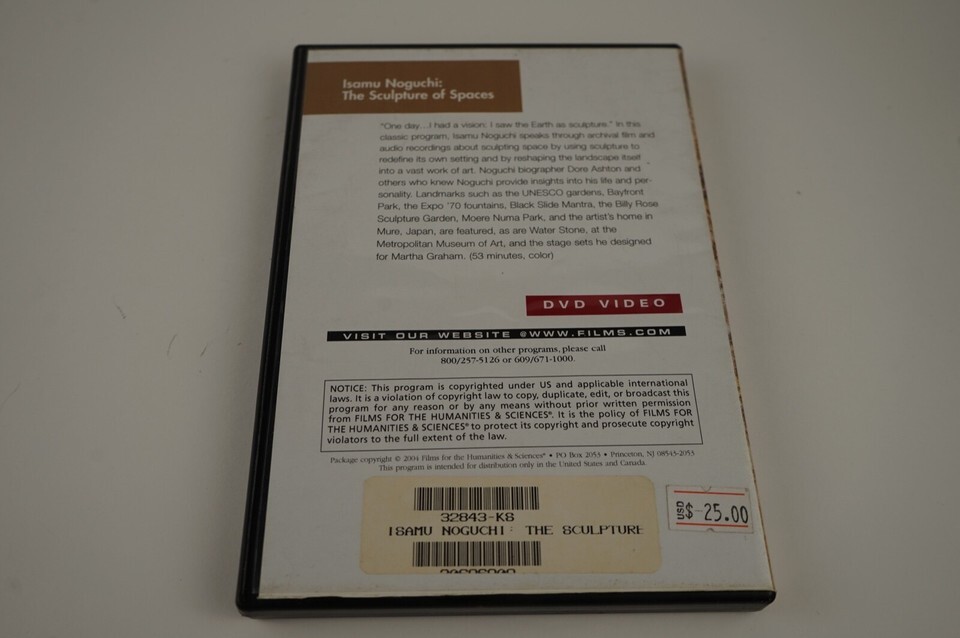 Isamu Noguchi:
The Sculpture of Spaces
"One day...I had a vision: I saw the Earth as sculpture." In this
classic program, Isamu Noguchi speaks through archival film and
audio recordings about sculpting space by using sculpture to
redefine its own setting and by reshaping the landscape itself
into a vast work of art. Noguchi biographer Dore Ashton and
others who knew Noguchi provide insights into his life and per-
sonality. Landmarks such as the UNESCO gardens, Bayfront
Park, the Expo '70 fountains, Black Slide Mantra, the Billy Rose
Sculpture Garden, Moere Numa Park, and the artist's home in
Mure, Japan, are featured, as are Water Stone, at the
Metropolitan Museum of Art, and the stage sets he designed
for Martha Graham. (53 minutes, color)
DVD VIDEO
VISIT OUR WEBSITE @WWW.FILMS.COM
For information on other programs, please call
800/257-5126 or 609/671-1000.
NOTICE: This program is copyrighted under US and applicable international
laws. It is a violation of copyright law to copy, duplicate, edit, or broadcast this
program for any reason or by any means without prior written permission
from FILMS FOR THE HUMANITIES & SCIENCES®. It is the policy of FILMS FOR
THE HUMANITIES & SCIENCES® to protect its copyright and prosecute copyright
violators to the full extent of the law.
Package copyright © 2004 Films for the Humanities & Sciences® • PO Box 2053 • Princeton, NJ 08543-2053
This program is intended for distribution only in the United States and Canada.
32843-KS
ISAMU NOGUCHI: THE SCULPTURE
USD $ 25.00